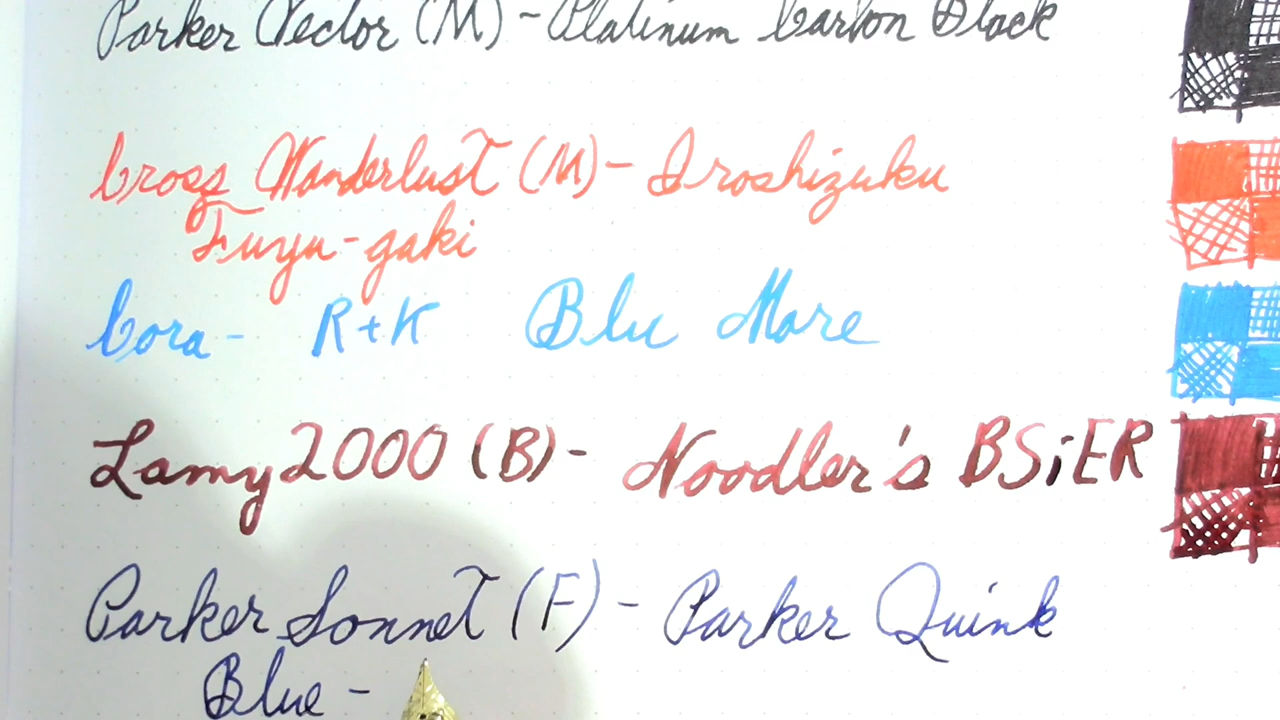 Parker Vector (M) - Platinum Carbon Black
Cross Wanderlust (M) - Iroshizuku
Fuyu-gaki
Cora - R+K Blu Mare
Lamy 2000 (B) - Noodler's BSiER
Parker Sonnet (F) - Parker Quink
Blue -